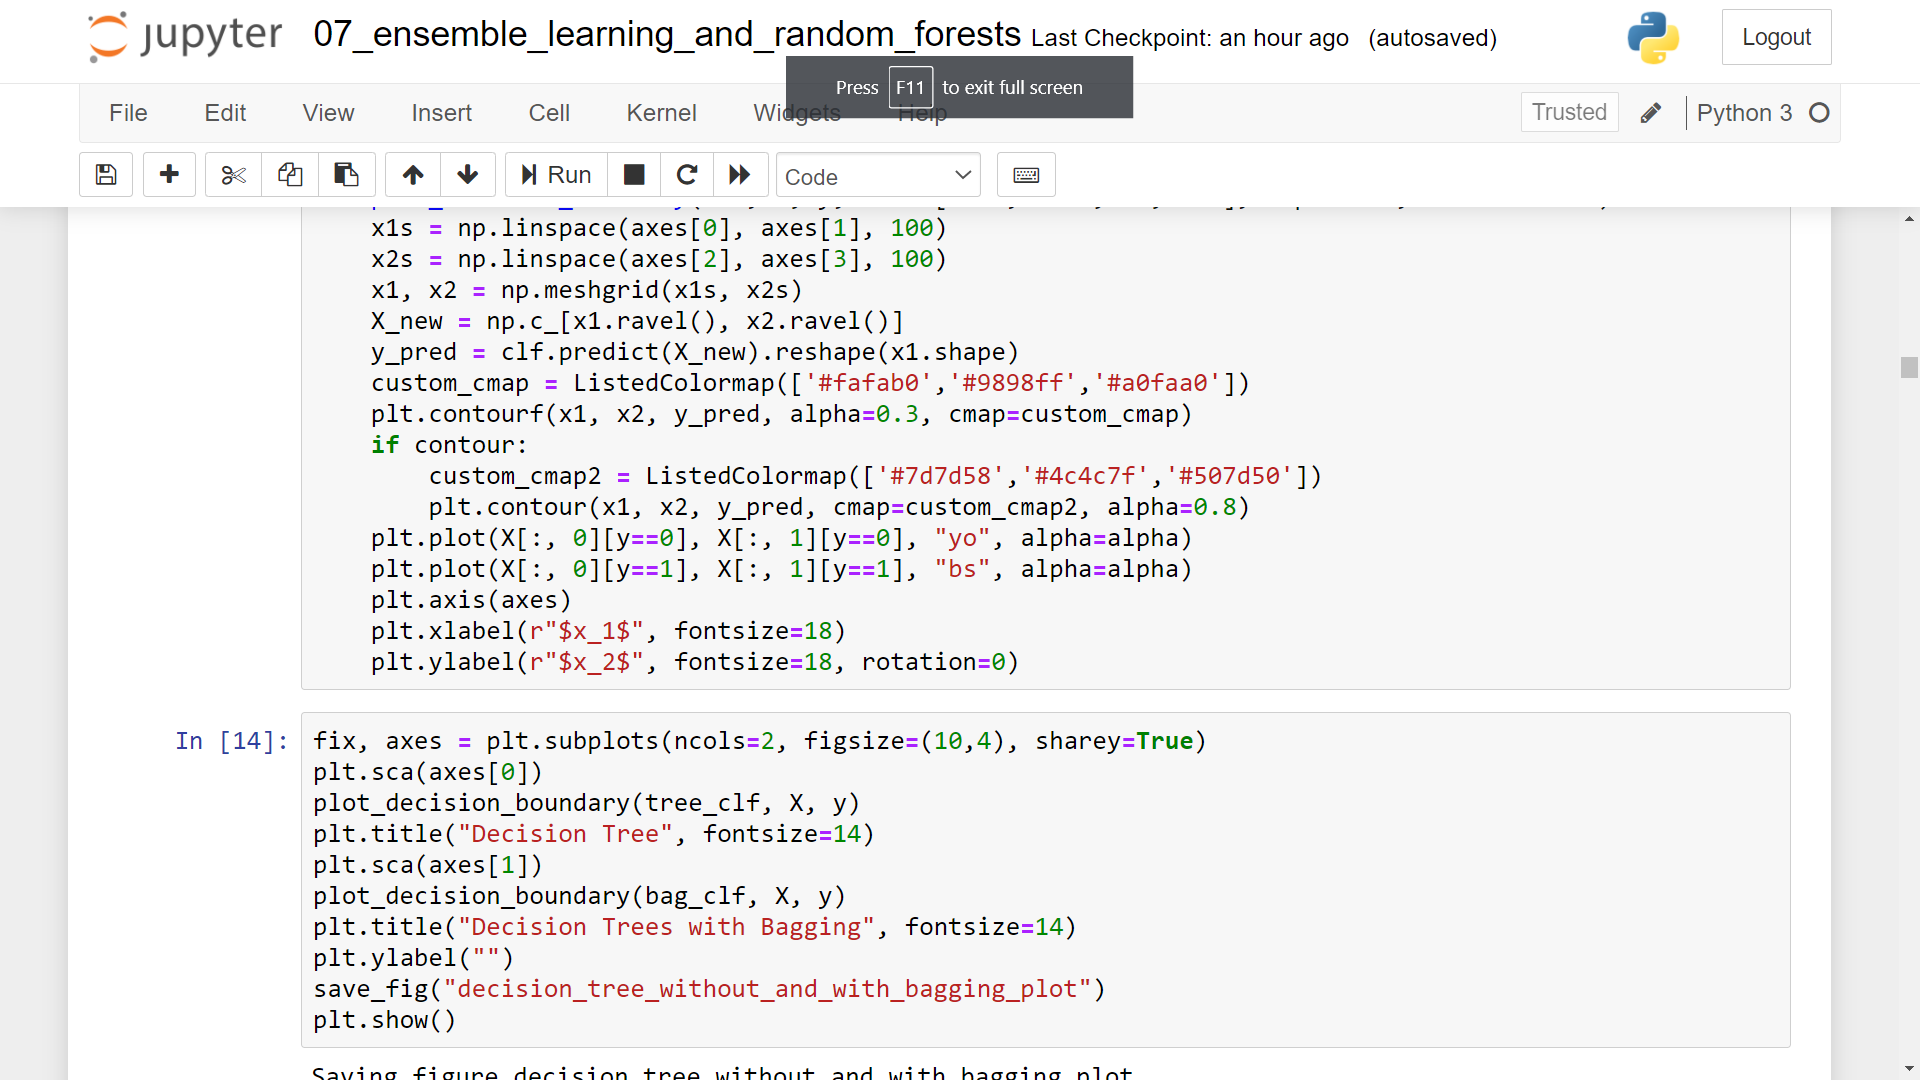 jupyter 07_ensemble_learning_and_random_forests Last Checkpoint: an hour ago (autosaved)
Logout
Press F11 to exit full screen
File Edit View Insert Cell Kernel Widgets Help
Trusted Python 3
Run
Code
x1s = np.linspace(axes[0], axes[1], 100)
x2s = np.linspace(axes[2], axes[3], 100)
x1, x2 = np.meshgrid(x1s, x2s)
X_new = np.c_[x1.ravel(), x2.ravel()]
y_pred = clf.predict(X_new).reshape(x1.shape)
custom_cmap = ListedColormap(['#fafab0','#9898ff','#a0faa0'])
plt.contourf(x1, x2, y_pred, alpha=0.3, cmap=custom_cmap)
if contour:
    custom_cmap2 = ListedColormap(['#7d7d58','#4c4c7f','#507d50'])
    plt.contour(x1, x2, y_pred, cmap=custom_cmap2, alpha=0.8)
plt.plot(X[:, 0][y==0], X[:, 1][y==0], "yo", alpha=alpha)
plt.plot(X[:, 0][y==1], X[:, 1][y==1], "bs", alpha=alpha)
plt.axis(axes)
plt.xlabel(r"$x_1$", fontsize=18)
plt.ylabel(r"$x_2$", fontsize=18, rotation=0)
In [14]: fix, axes = plt.subplots(ncols=2, figsize=(10,4), sharey=True)
plt.sca(axes[0])
plot_decision_boundary(tree_clf, X, y)
plt.title("Decision Tree", fontsize=14)
plt.sca(axes[1])
plot_decision_boundary(bag_clf, X, y)
plt.title("Decision Trees with Bagging", fontsize=14)
plt.ylabel("")
save_fig("decision_tree_without_and_with_bagging_plot")
plt.show()
Saving figure decision_tree_without_and_with_bagging_plot